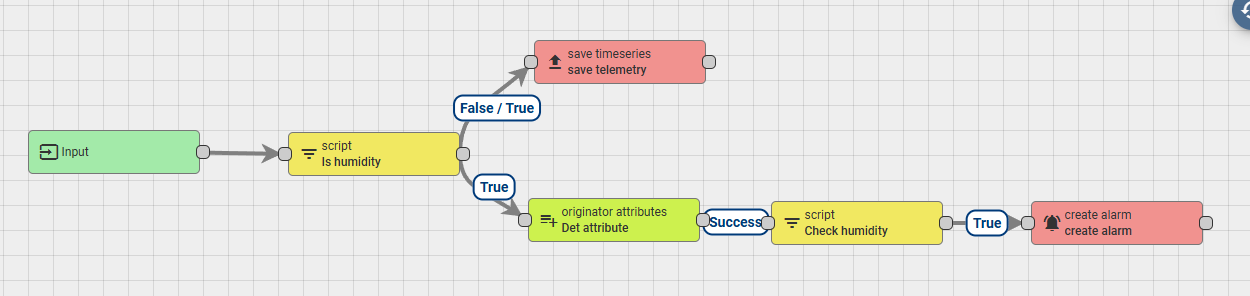 save timeseries
save telemetry
False / True
Input
script
Is humidity
True
originator attributes
Det attribute
Success
script
Check humidity
True
create alarm
create alarm